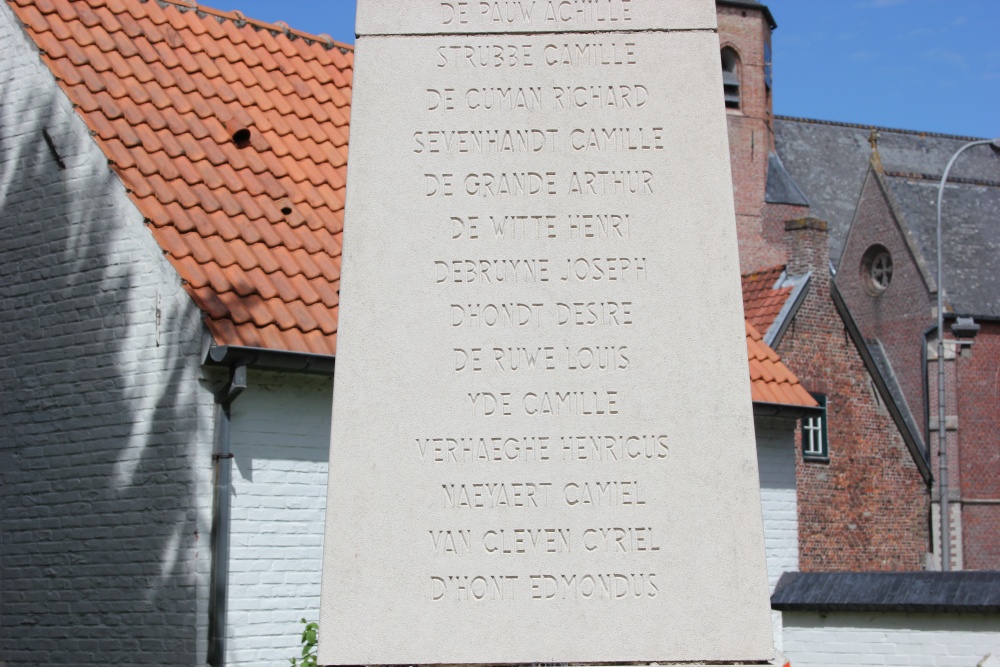 DE PAUW ACHILLE
STRUBBE CAMILLE
DE CUMAN RICHARD
SEVENHANDT CAMILLE
DE GRANDE ARTHUR
DE WITTE HENRI
DEBRUYNE JOSEPH
DHONDT DESIRE
DE RUWE LOUIS
YDE CAMILLE
VERHAEGHE HENRICUS
NAEYAERT CAMIEL
VAN CLEVEN CYRIEL
D'HONT EDMONDUS